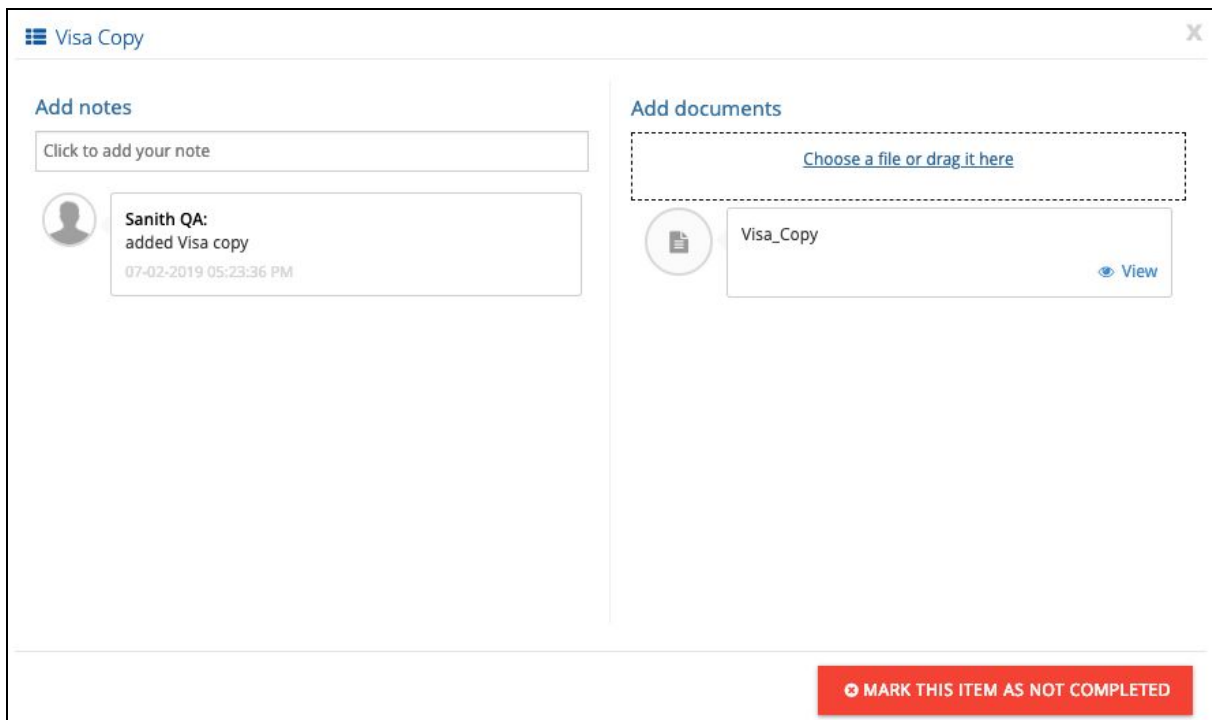 Visa Copy
X
Add notes
Click to add your note
Sanith QA:
added Visa copy
07-02-2019 05:23:36 PM
Add documents
Choose a file or drag it here
Visa_Copy
View
MARK THIS ITEM AS NOT COMPLETED